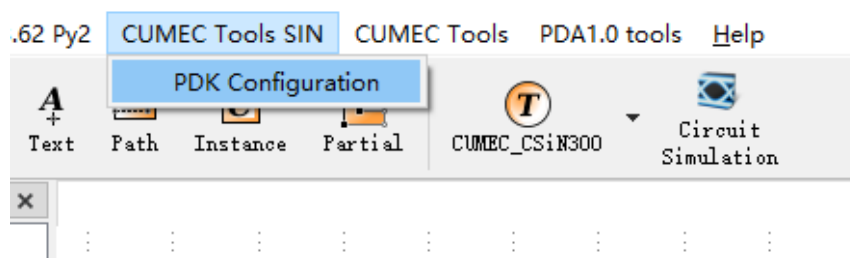 .62 Py2 CUMEC Tools SIN CUMEC Tools PDA1.0 tools Help
PDK Configuration
Text Path Instance Partial CUMEC_CSiN300 Circuit
Simulation